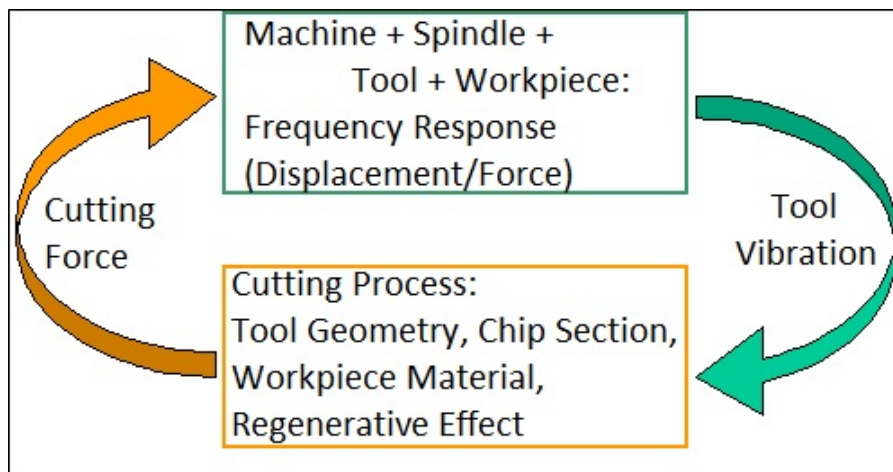 Machine + Spindle +
Tool + Workpiece:
Frequency Response
(Displacement/Force)
Cutting
Force
Tool
Vibration
Cutting Process:
Tool Geometry, Chip Section,
Workpiece Material,
Regenerative Effect